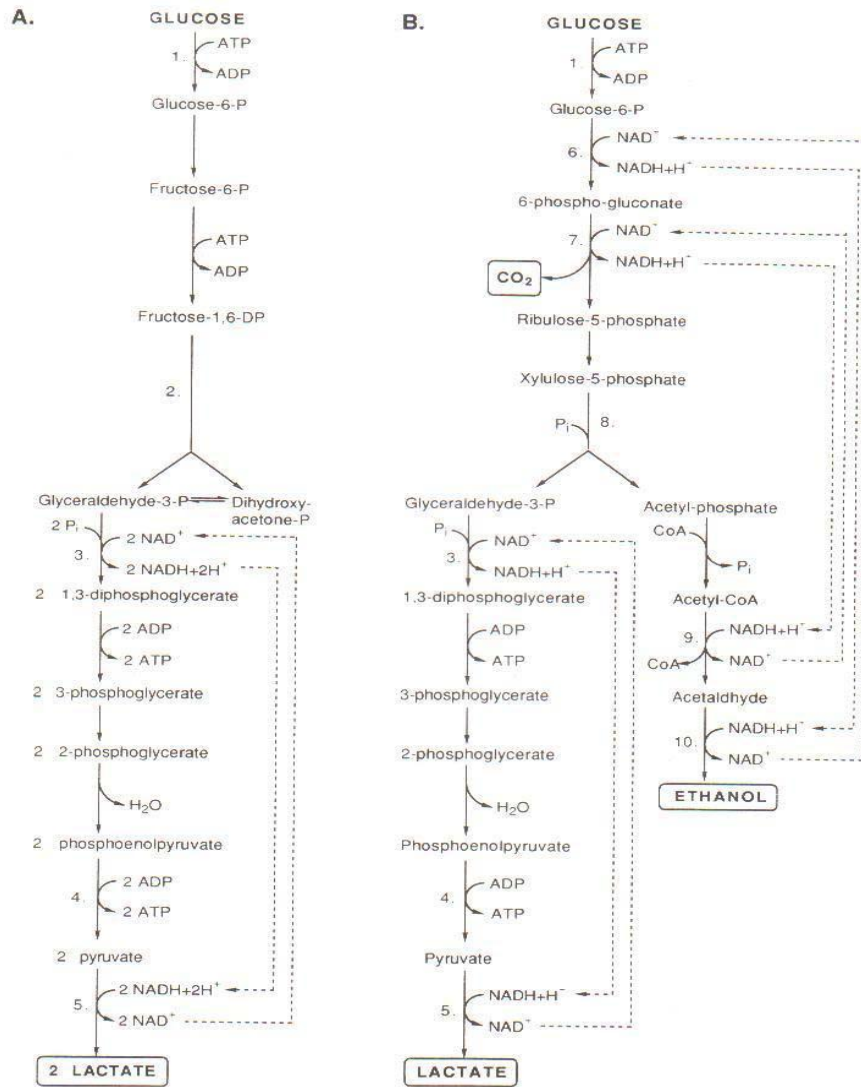 A.
GLUCOSE
1.
ATP
ADP
Glucose-6-P
Fructose-6-P
ATP
ADP
Fructose-1,6-DP
2.
Glyceraldehyde-3-P
Dihydroxy-
acetone-P
2 Pi
3.
2 NAD+
2 NADH+2H+
2 1,3-diphosphoglycerate
2 ADP
2 ATP
2 3-phosphoglycerate
2 2-phosphoglycerate
H2O
2 phosphoenolpyruvate
4.
2 ADP
2 ATP
2 pyruvate
5.
2 NADH+2H+
2 NAD+
2 LACTATE
B.
GLUCOSE
1.
ATP
ADP
Glucose-6-P
6.
NAD+
NADH+H+
6-phospho-gluconate
7.
NAD+
NADH+H+
CO2
Ribulose-5-phosphate
Xylulose-5-phosphate
Pi
8.
Glyceraldehyde-3-P
Pi
3.
NAD+
NADH+H+
1,3-diphosphoglycerate
ADP
ATP
3-phosphoglycerate
2-phosphoglycerate
H2O
Phosphoenolpyruvate
4.
ADP
ATP
Pyruvate
5.
NADH+H+
NAD+
LACTATE
Acetyl-phosphate
CoA
Pi
Acetyl-CoA
9.
NADH+H+
CoA
NAD+
Acetaldhyde
10.
NADH+H+
NAD+
ETHANOL